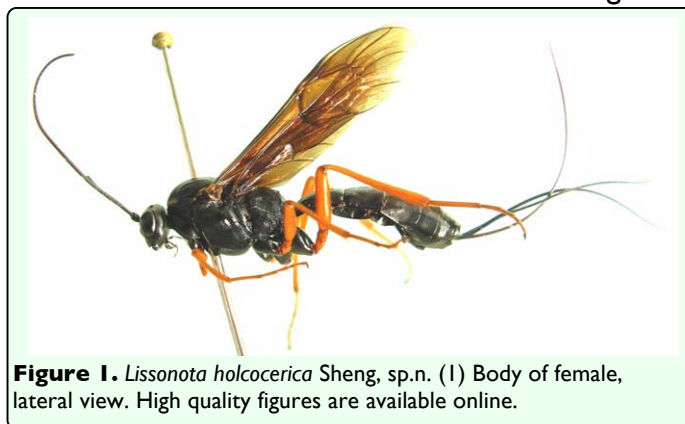 Figure 1. Lissonota holcocerica Sheng, sp.n. (1) Body of female,
lateral view. High quality figures are available online.